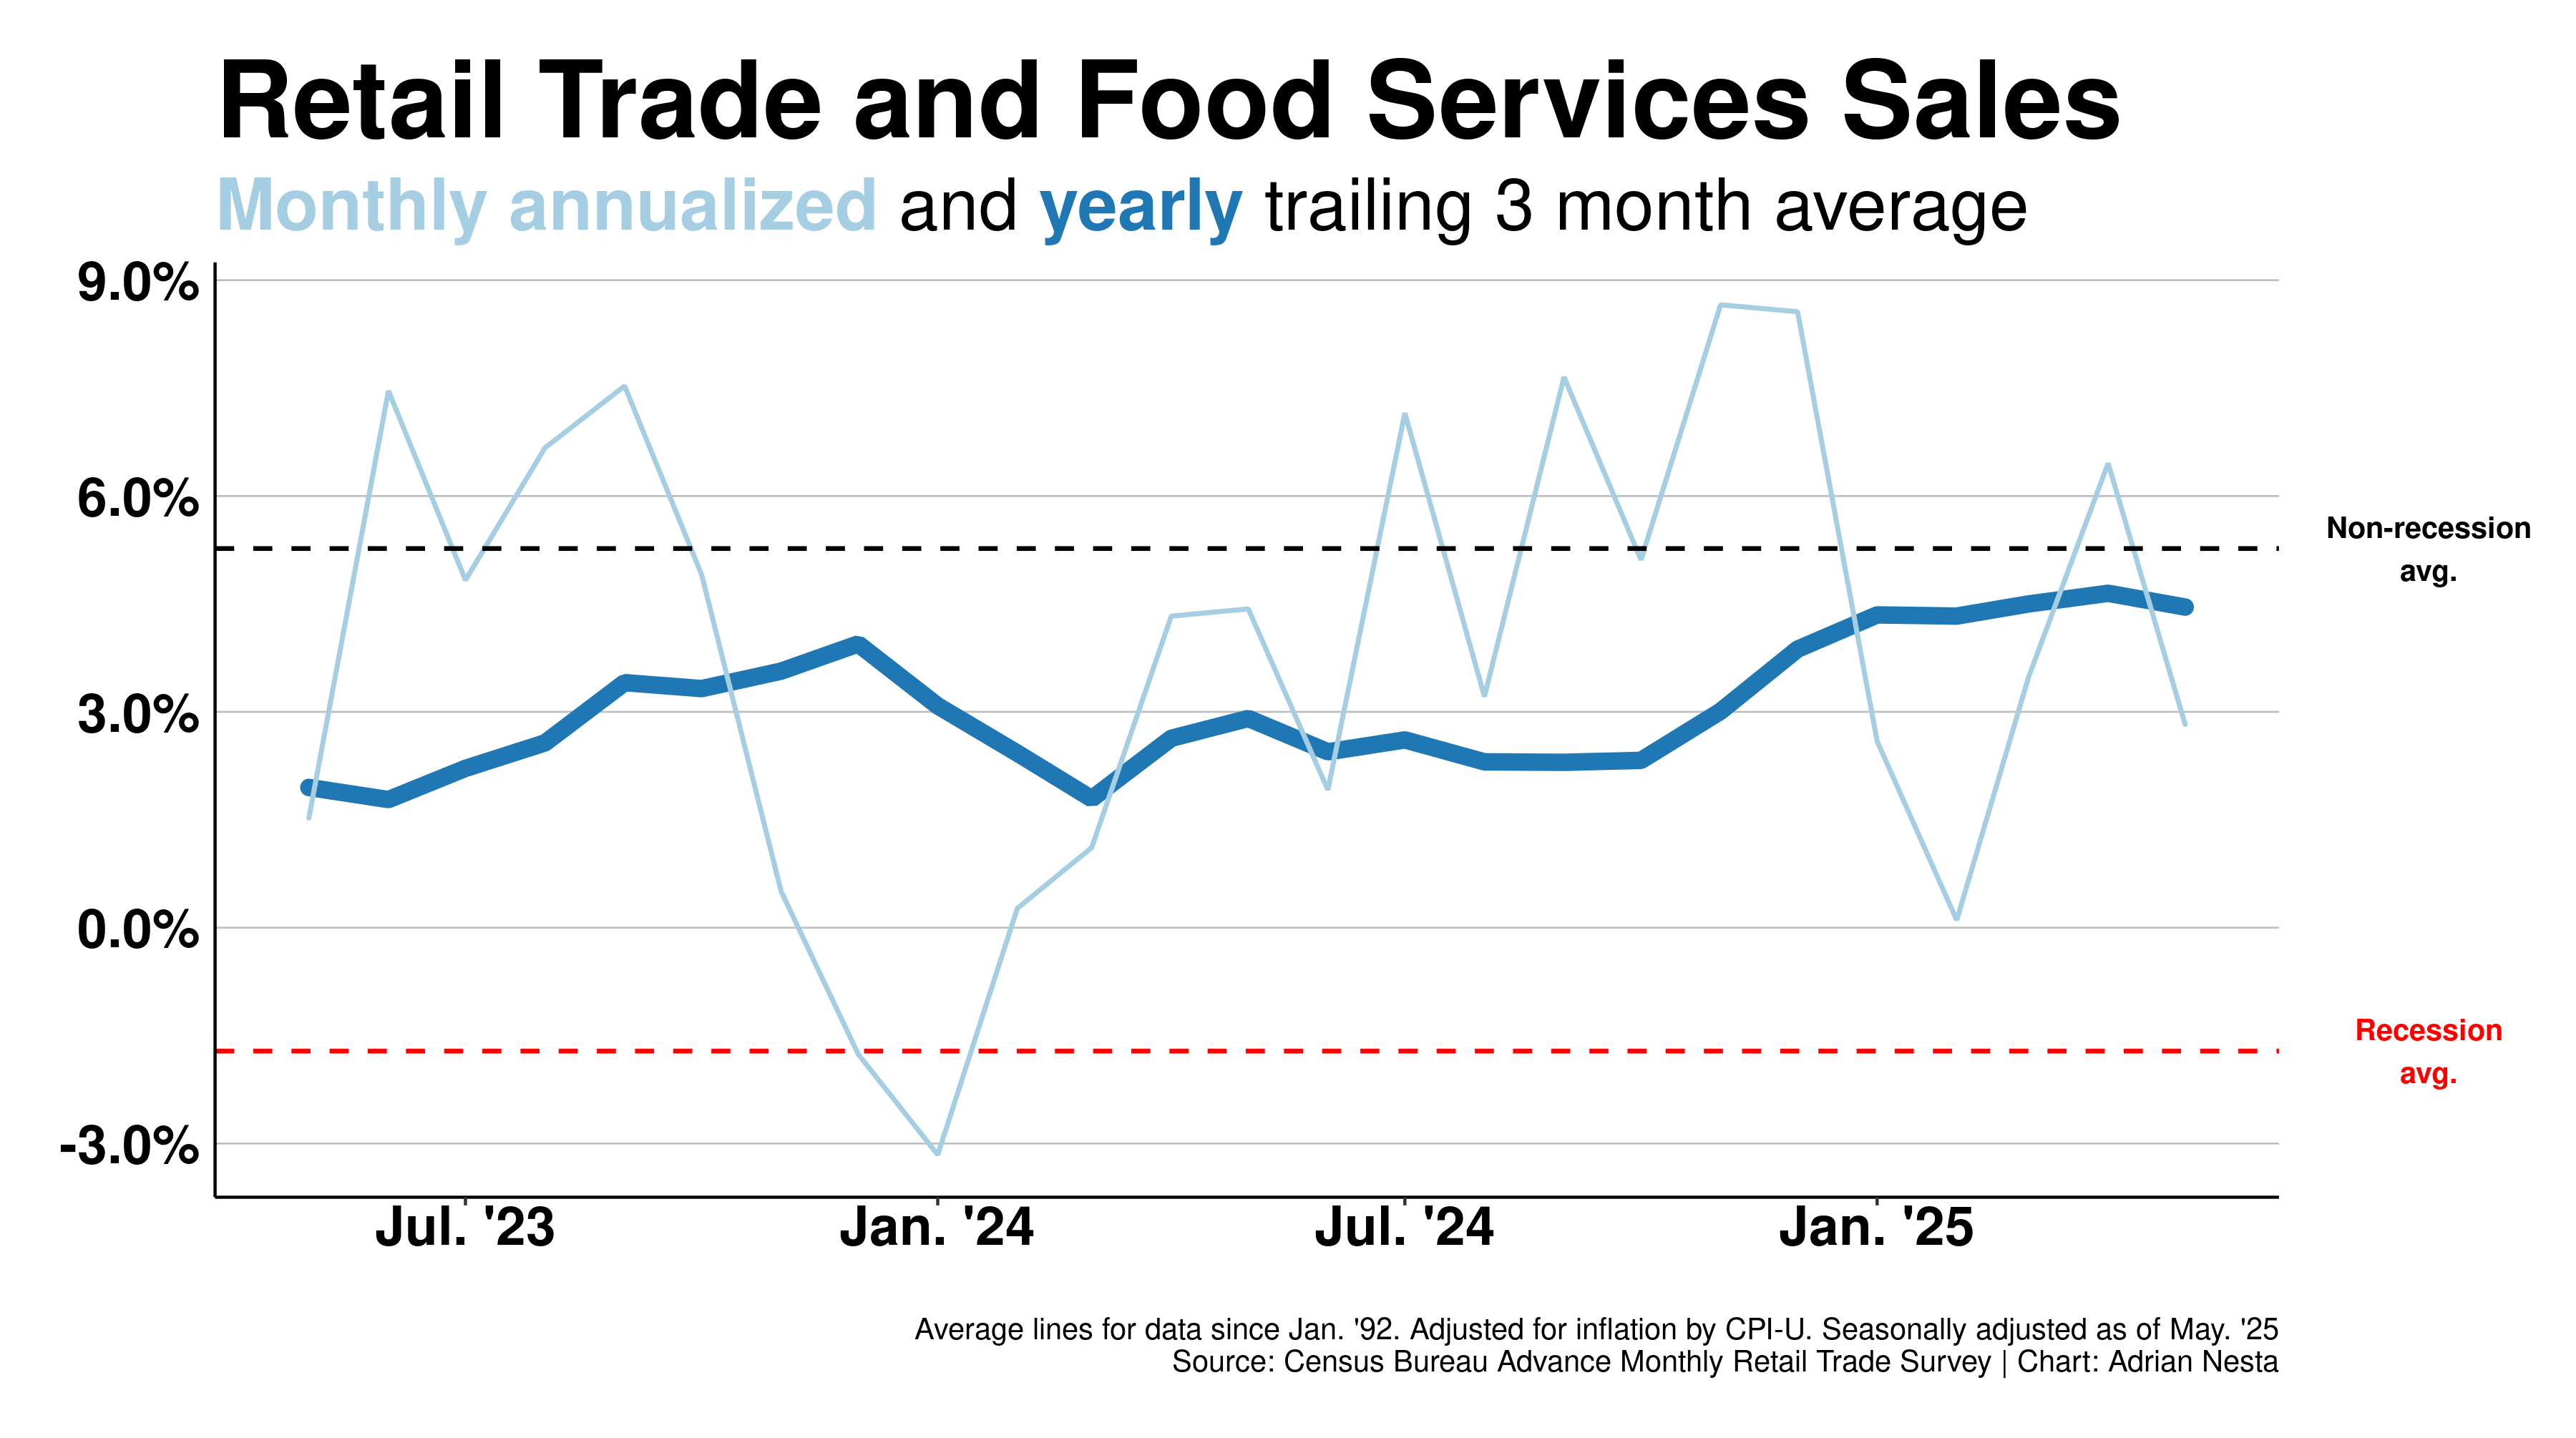 Retail Trade and Food Services Sales
Monthly annualized and yearly trailing 3 month average
9.0%
6.0%
3.0%
0.0%
-3.0%
Non-recession
avg.
Recession
avg.
Jul. '23
Jan. '24
Jul. '24
Jan. '25
Average lines for data since Jan. '92. Adjusted for inflation by CPI-U. Seasonally adjusted as of May. '25
Source: Census Bureau Advance Monthly Retail Trade Survey | Chart: Adrian Nesta